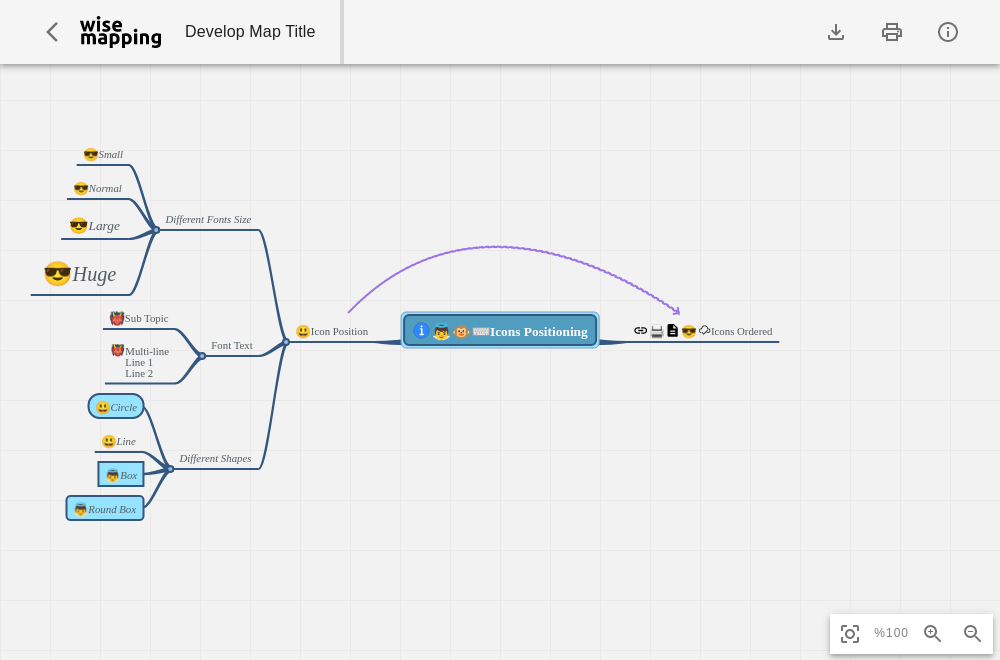 wise
mapping
Develop Map Title
Small
Normal
Different Fonts Size
Large
Huge
Sub Topic
Icon Position
Icons Positioning
Icons Ordered
Font Text
Multi-line
Line 1
Line 2
Circle
Line
Different Shapes
Box
Round Box
%100